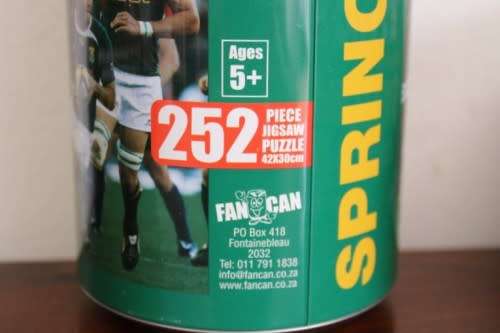 Ages
5+
252
PIECE
JIGSAW
PUZZLE
42X30cm
FAN CAN
PO Box 418
Fontainebleau
2032
Tel: 011 791 1838
info@fancan.co.za
www.fancan.co.za